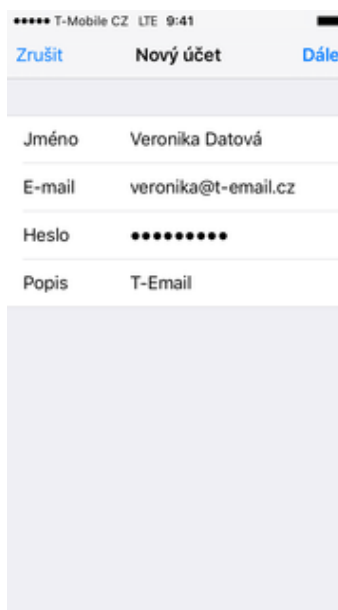 T-Mobile CZ LTE 9:41
Zrušit Nový účet Dále
Jméno Veronika Datová
E-mail veronika@t-email.cz
Heslo ●●●●●●●●●
Popis T-Email